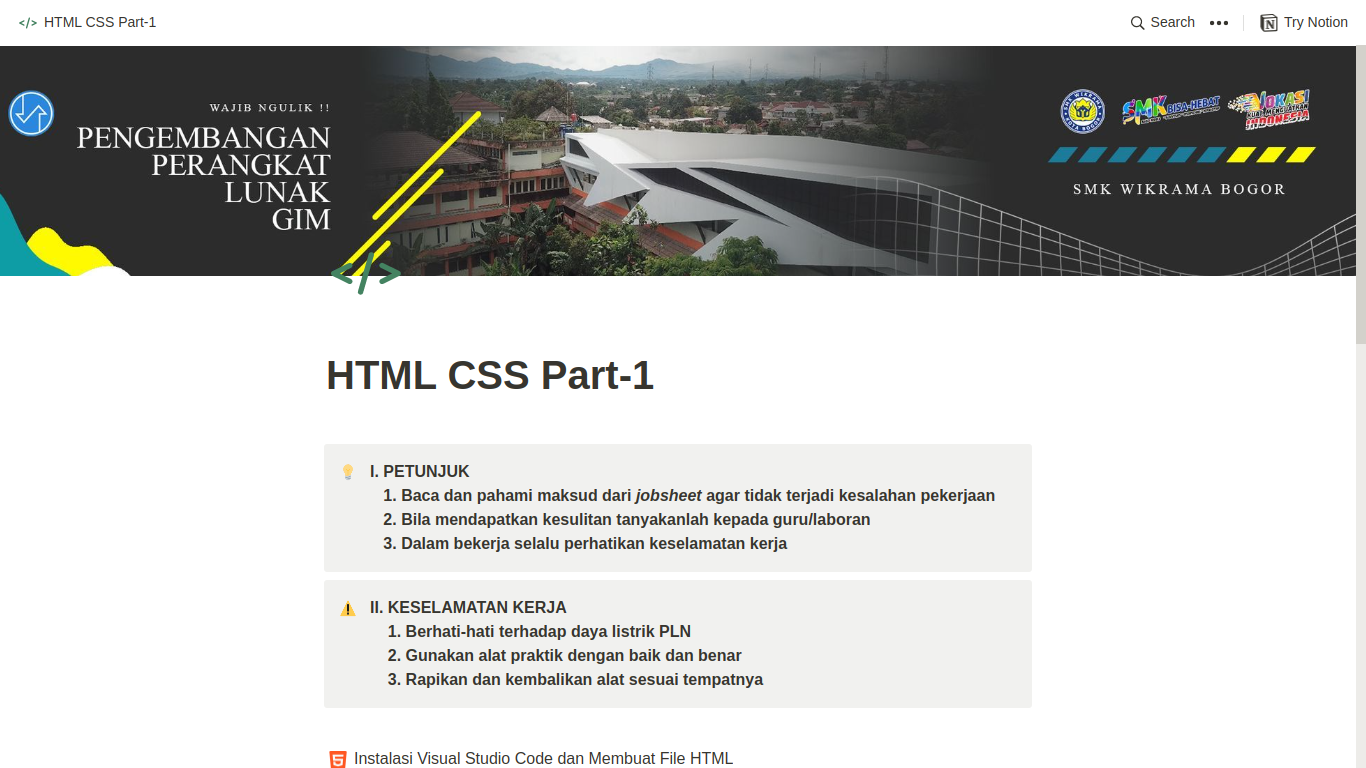 HTML CSS Part-1
Search
Try Notion
WAJIB NGULIK !!
PENGEMBANGAN
PERANGKAT
LUNAK
GIM
SMK
BISA-HEBAT
VOKASI
KUAT MENGUATKAN
INDONESIA
SMK WIKRAMA BOGOR
</>
HTML CSS Part-1
I. PETUNJUK
1. Baca dan pahami maksud dari jobsheet agar tidak terjadi kesalahan pekerjaan
2. Bila mendapatkan kesulitan tanyakanlah kepada guru/laboran
3. Dalam bekerja selalu perhatikan keselamatan kerja
II. KESELAMATAN KERJA
1. Berhati-hati terhadap daya listrik PLN
2. Gunakan alat praktik dengan baik dan benar
3. Rapikan dan kembalikan alat sesuai tempatnya
Instalasi Visual Studio Code dan Membuat File HTML